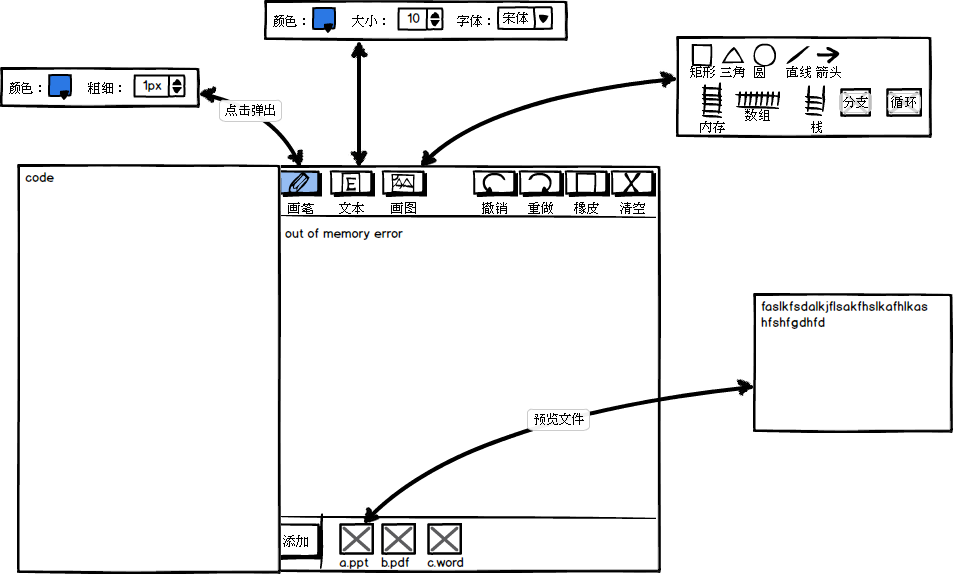 颜色： 大小： 10 字体： 宋体
颜色： 粗细： 1px
点击弹出
矩形 三角 圆 直线 箭头
内存 数组 栈 分支 循环
code
画笔 文本 画图 撤销 重做 橡皮 清空
E
out of memory error
faslkfsdalkjflsakfhslkafhlkas
hfshfgdhfd
预览文件
添加
a.ppt b.pdf c.word